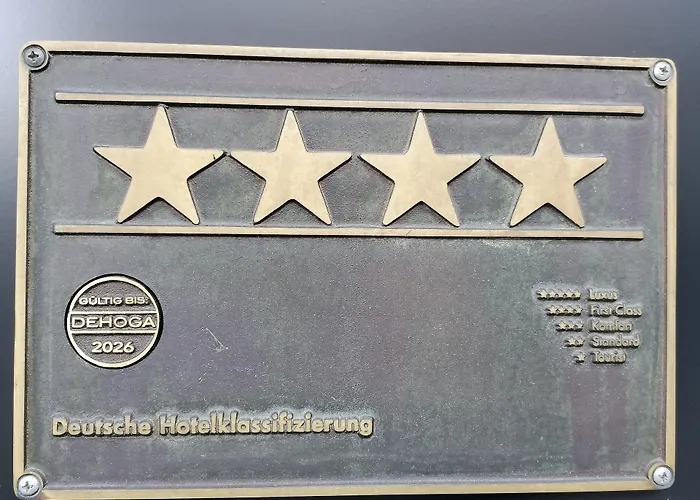 GÜLTIG BIS:
DEHOGA
2026
Luxus
First Class
Komfort
Standard
Tourist
Deutsche Hotelklassifizierung